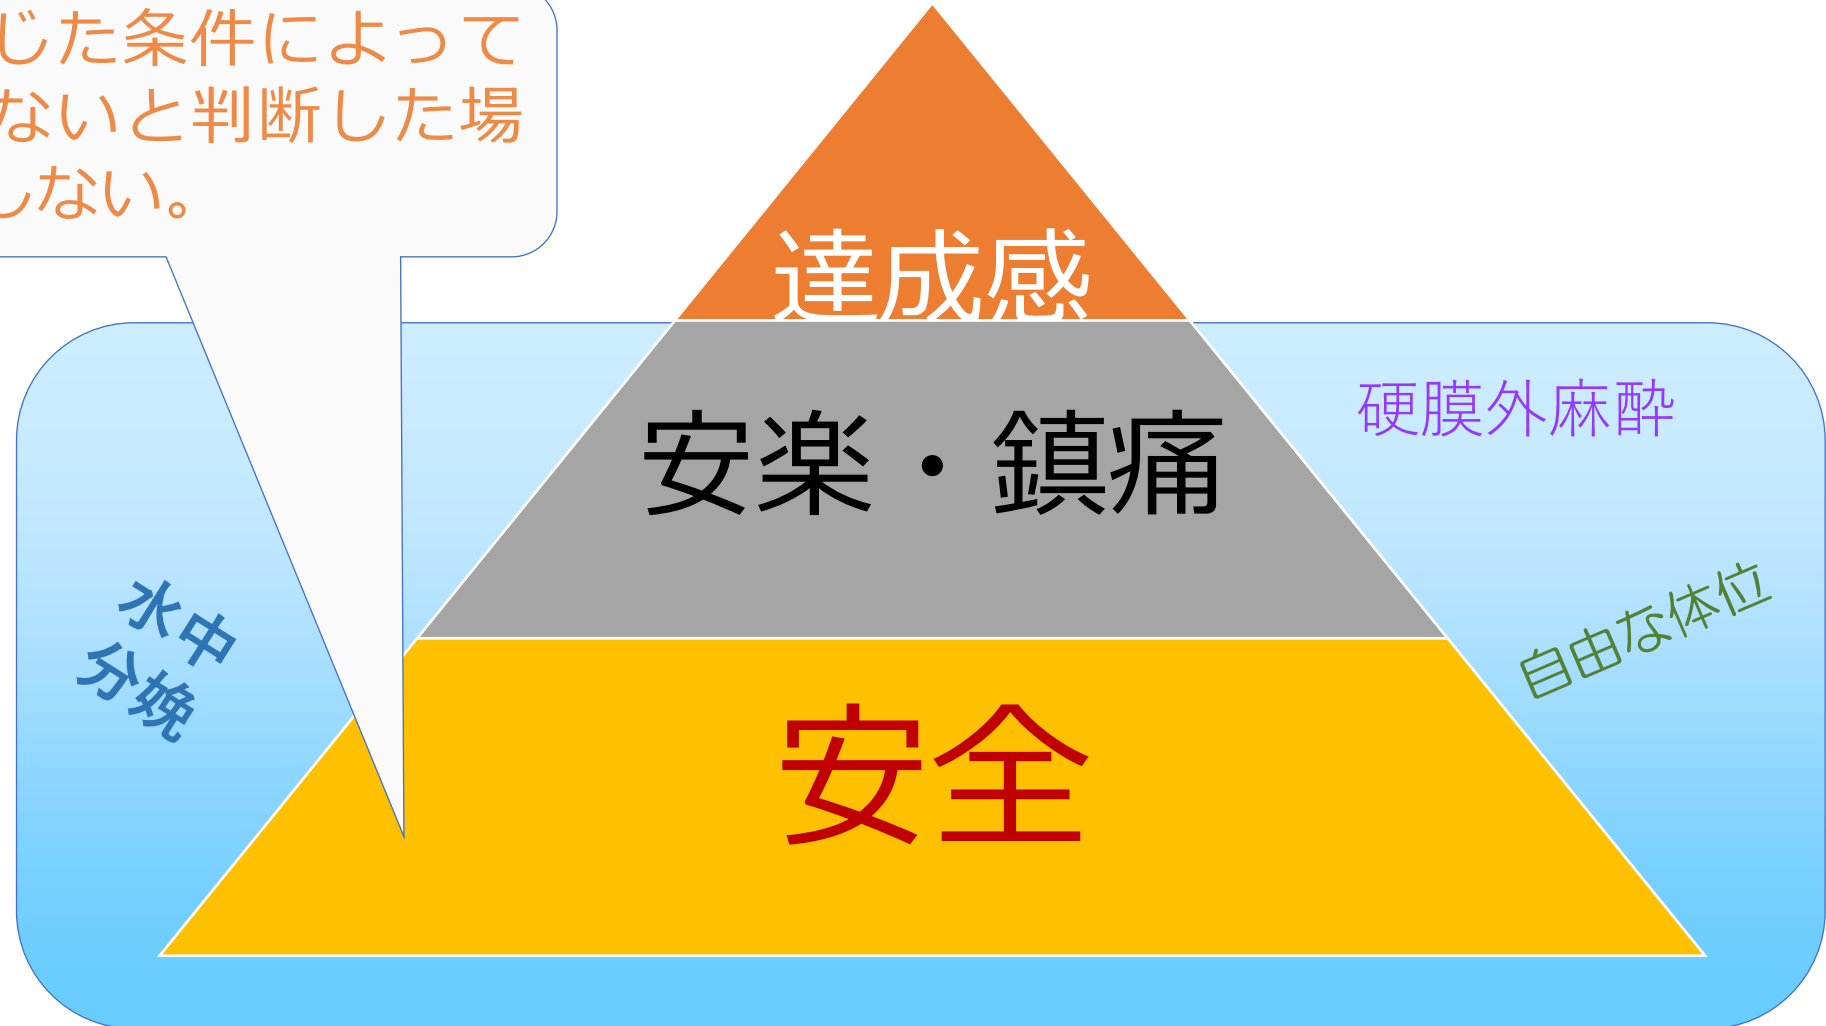 じた条件によって
ないと判断した場
しない。
達成感
安楽・鎮痛
硬膜外麻酔
水中
分娩
自由な体位
安全